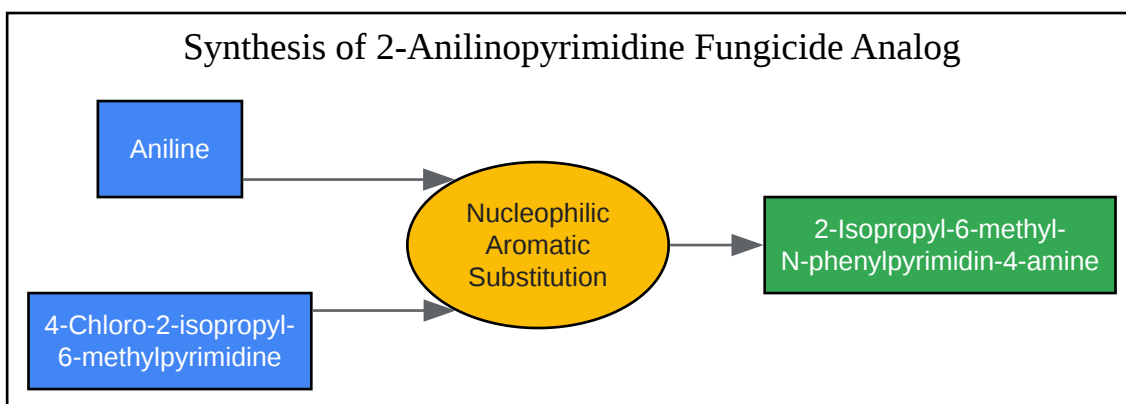 Synthesis of 2-Anilinopyrimidine Fungicide Analog
Aniline
4-Chloro-2-isopropyl-
6-methylpyrimidine
Nucleophilic
Aromatic
Substitution
2-Isopropyl-6-methyl-
N-phenylpyrimidin-4-amine